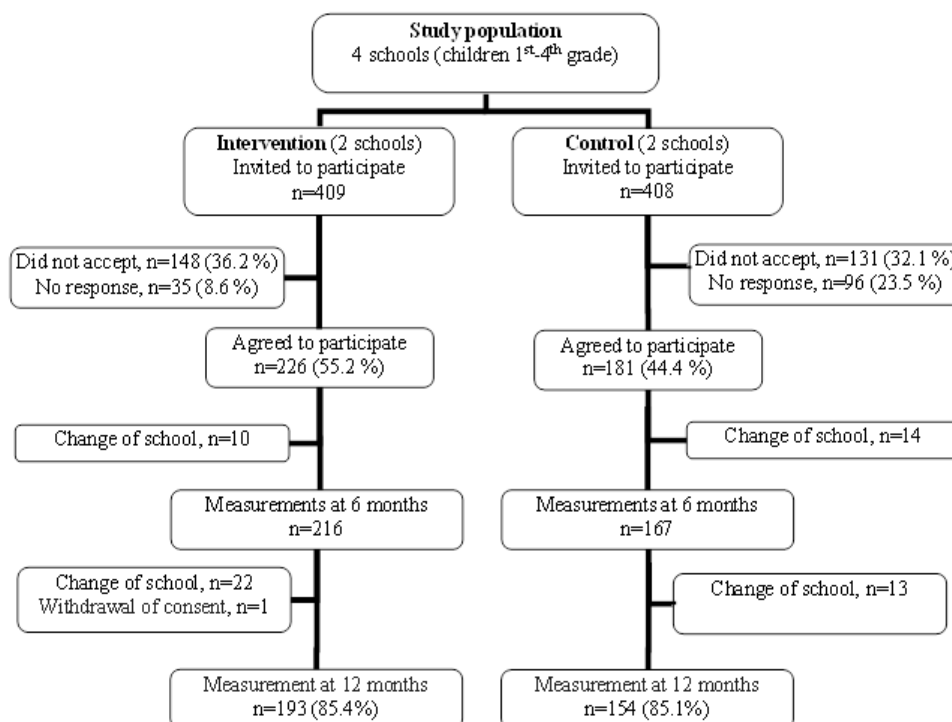 Study population
4 schools (children 1st-4th grade)
Intervention (2 schools)
Invited to participate
n=409
Control (2 schools)
Invited to participate
n=408
Did not accept, n=148 (36.2 %)
No response, n=35 (8.6 %)
Did not accept, n=131 (32.1 %)
No response, n=96 (23.5 %)
Agreed to participate
n=226 (55.2 %)
Agreed to participate
n=181 (44.4 %)
Change of school, n=10
Change of school, n=14
Measurements at 6 months
n=216
Measurements at 6 months
n=167
Change of school, n=22
Withdrawal of consent, n=1
Change of school, n=13
Measurement at 12 months
n=193 (85.4%)
Measurement at 12 months
n=154 (85.1%)